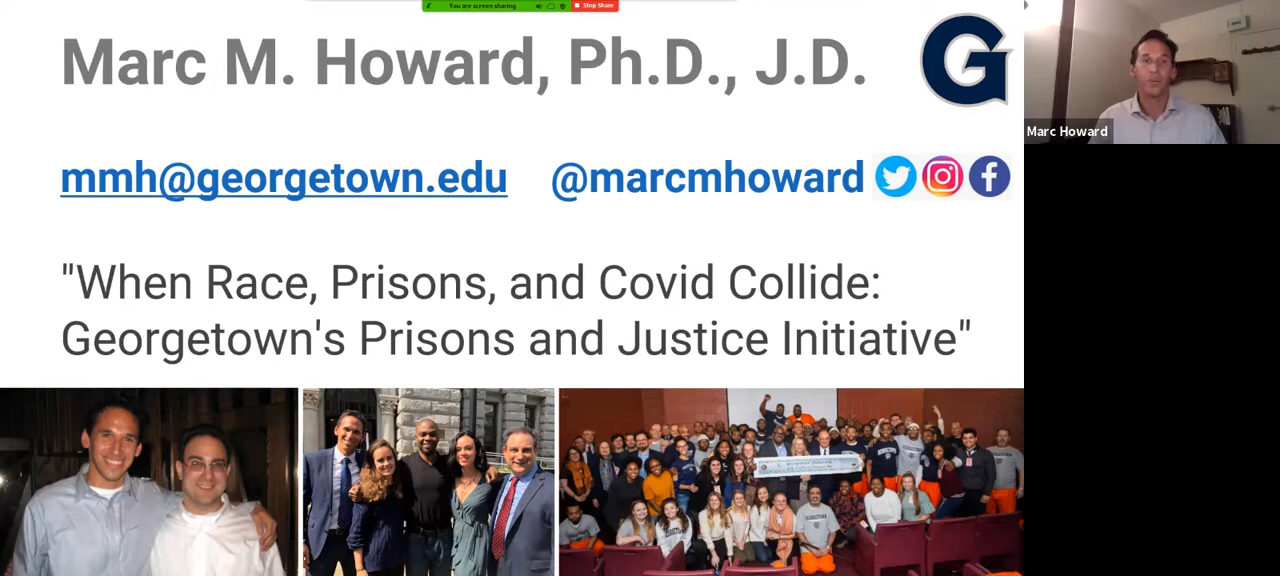 You are screen sharing
Stop Share
Marc M. Howard, Ph.D., J.D.
G
Marc Howard
mmh@georgetown.edu @marcmhoward
"When Race, Prisons, and Covid Collide:
Georgetown's Prisons and Justice Initiative"